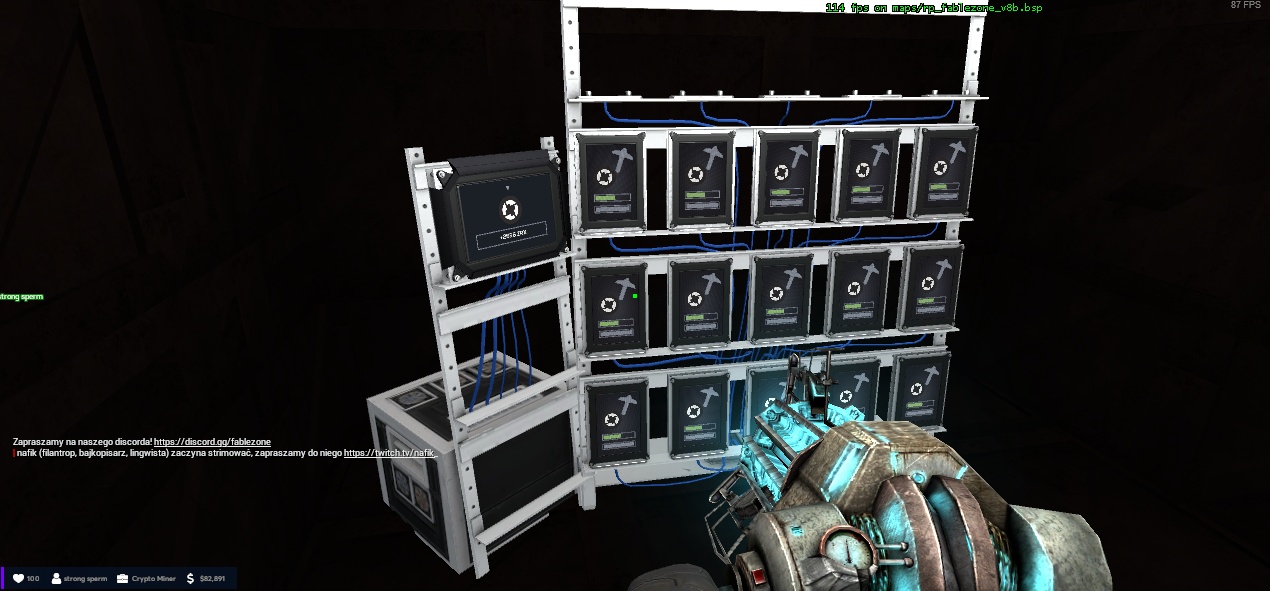 114 fps on maps/rp_fablezone_v8b.bsp
87 FPS
strong sperm
Zapraszamy na naszego discorda! https://discord.gg/fablezone
nafik (filantrop, bajkopisarz, lingwista) zaczyna strimować, zapraszamy do niego https://twitch.tv/nafik_
100 strong sperm Crypto Miner $ $82,891